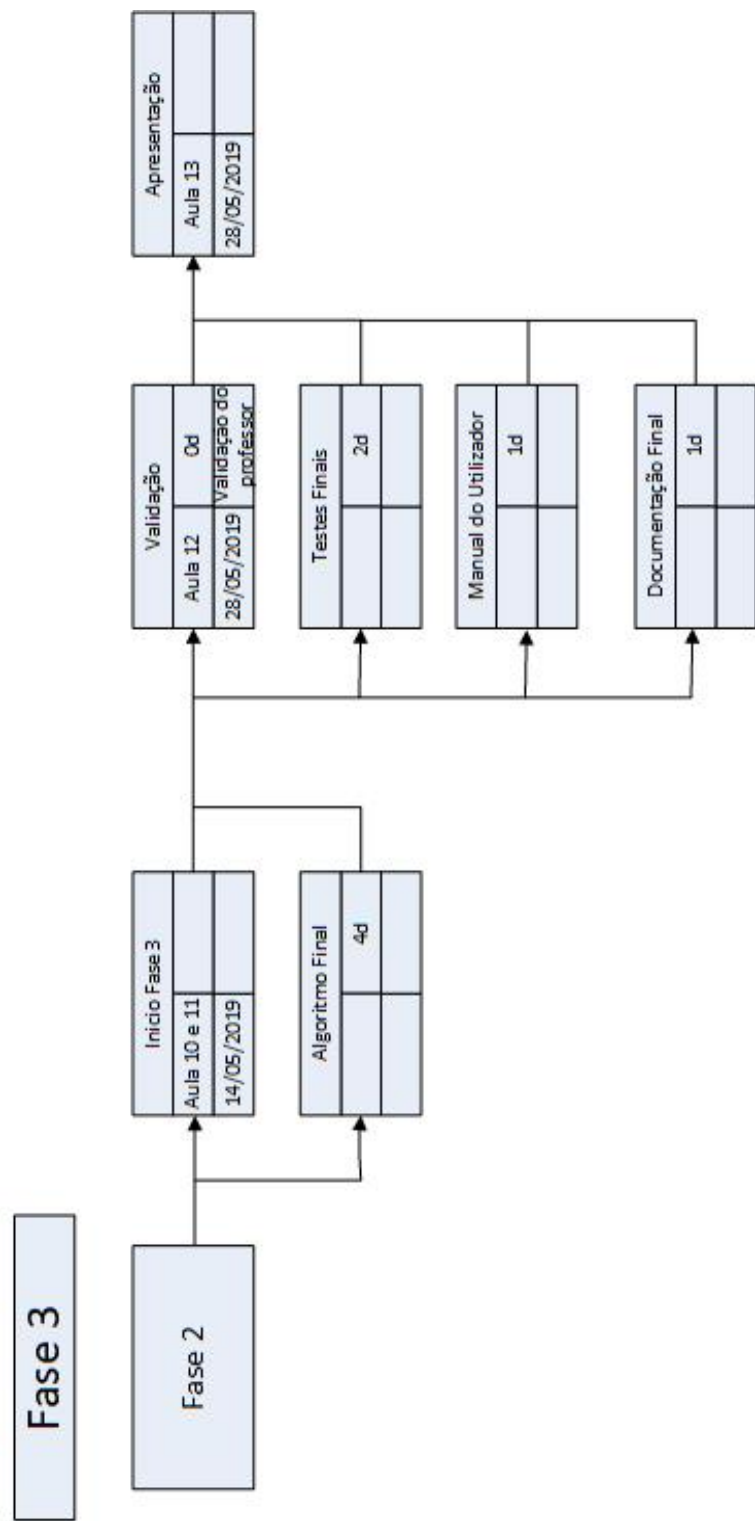 Fase 3
Fase 2
Inicio Fase 3
Aula 10 e 11
14/05/2019
Algoritmo Final
4d
Validação
Aula 12
0d
28/05/2019
Validação do
professor
Testes Finais
2d
Manual do Utilizador
1d
Documentação Final
1d
Apresentação
Aula 13
28/05/2019